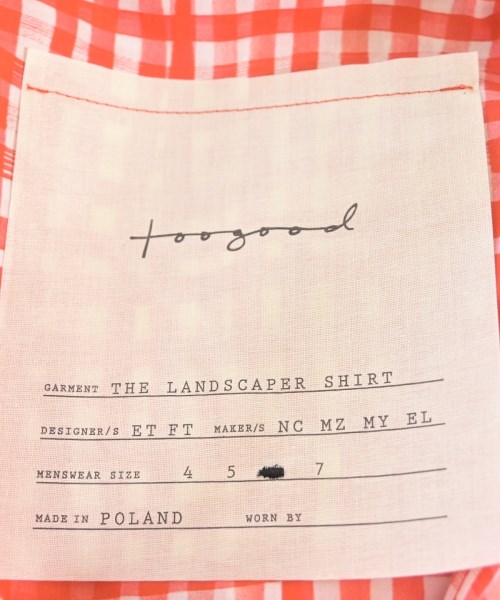 toogood
GARMENT THE LANDSCAPER SHIRT
DESIGNER/S ET FT MAKER/S NC MZ MY EL
MENSWEAR SIZE 4 5 7
MADE IN POLAND WORN BY